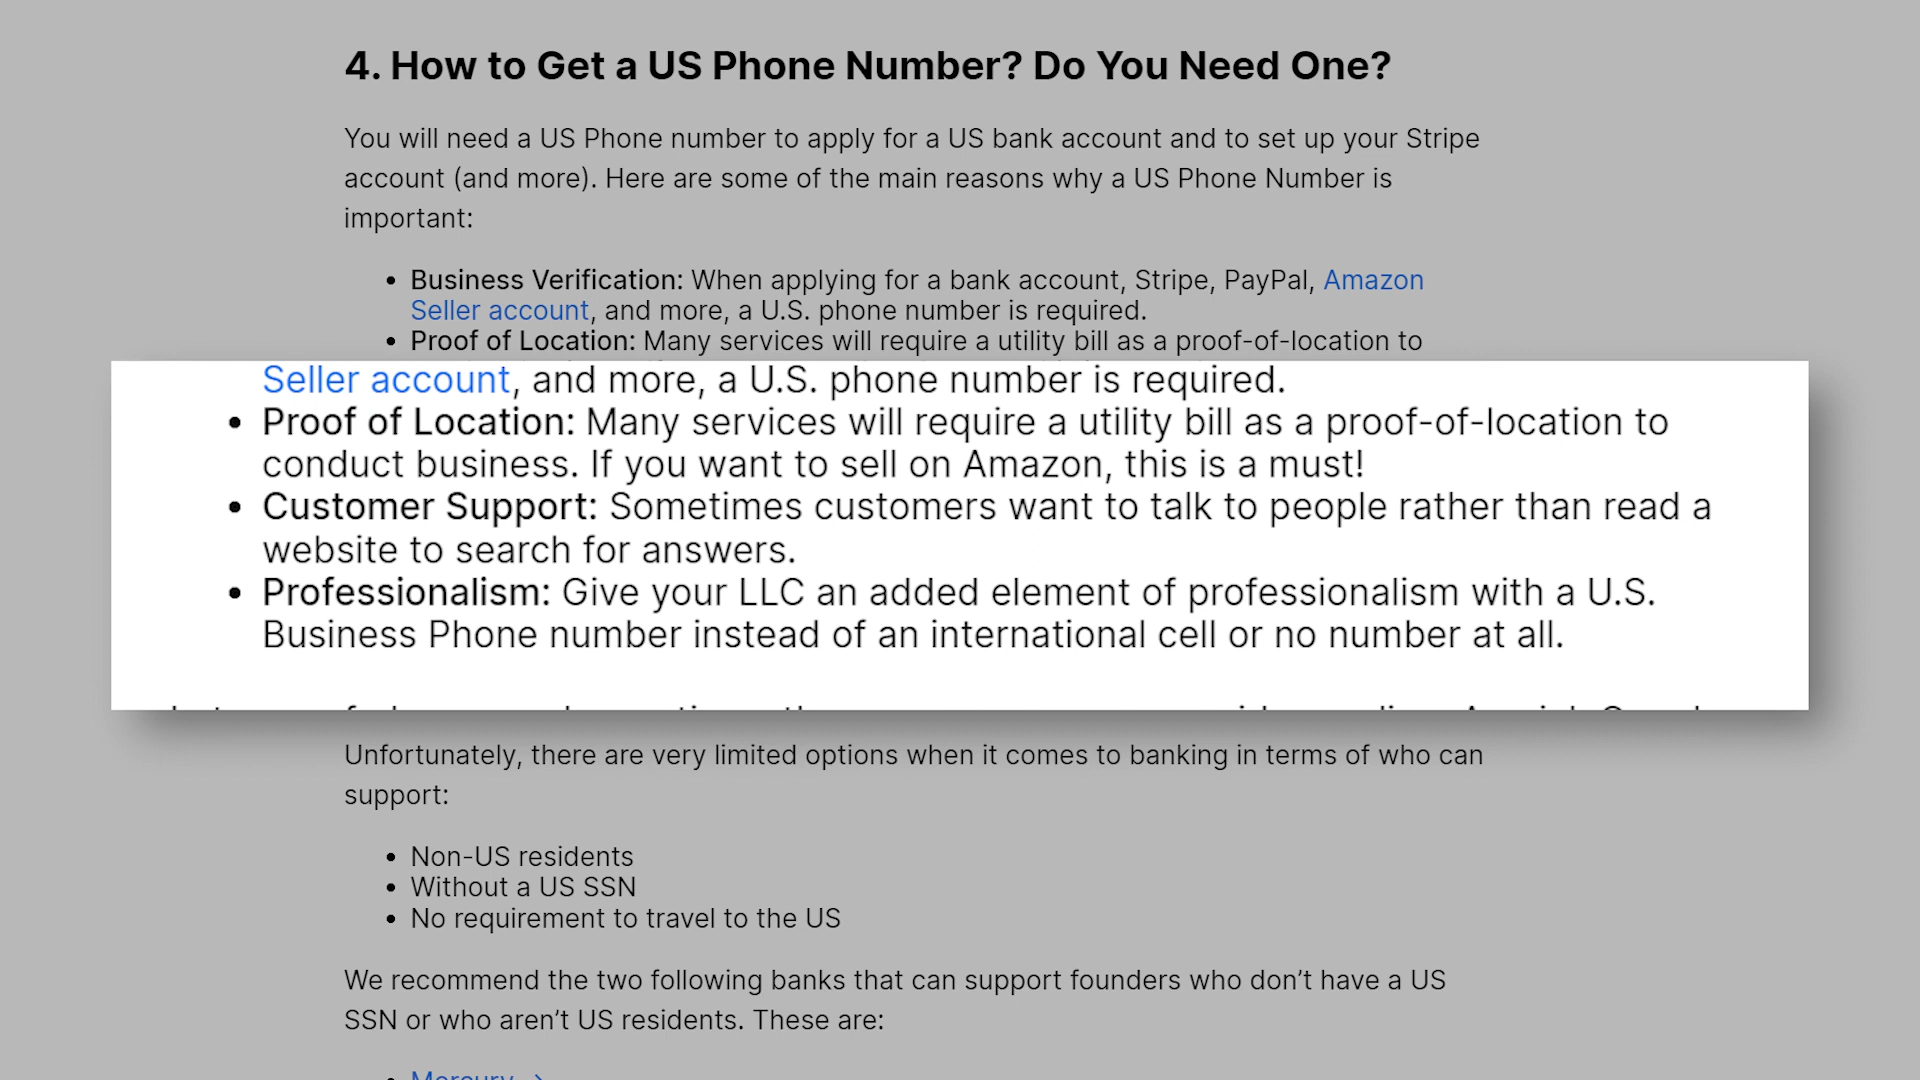 4. How to Get a US Phone Number? Do You Need One?
You will need a US Phone number to apply for a US bank account and to set up your Stripe
account (and more). Here are some of the main reasons why a US Phone Number is
important:
• Business Verification: When applying for a bank account, Stripe, PayPal, Amazon
Seller account, and more, a U.S. phone number is required.
• Proof of Location: Many services will require a utility bill as a proof-of-location to
Seller account, and more, a U.S. phone number is required.
• Proof of Location: Many services will require a utility bill as a proof-of-location to
conduct business. If you want to sell on Amazon, this is a must!
• Customer Support: Sometimes customers want to talk to people rather than read a
website to search for answers.
• Professionalism: Give your LLC an added element of professionalism with a U.S.
Business Phone number instead of an international cell or no number at all.
Unfortunately, there are very limited options when it comes to banking in terms of who can
support:
• Non-US residents
• Without a US SSN
• No requirement to travel to the US
We recommend the two following banks that can support founders who don’t have a US
SSN or who aren’t US residents. These are:
• Mercury →